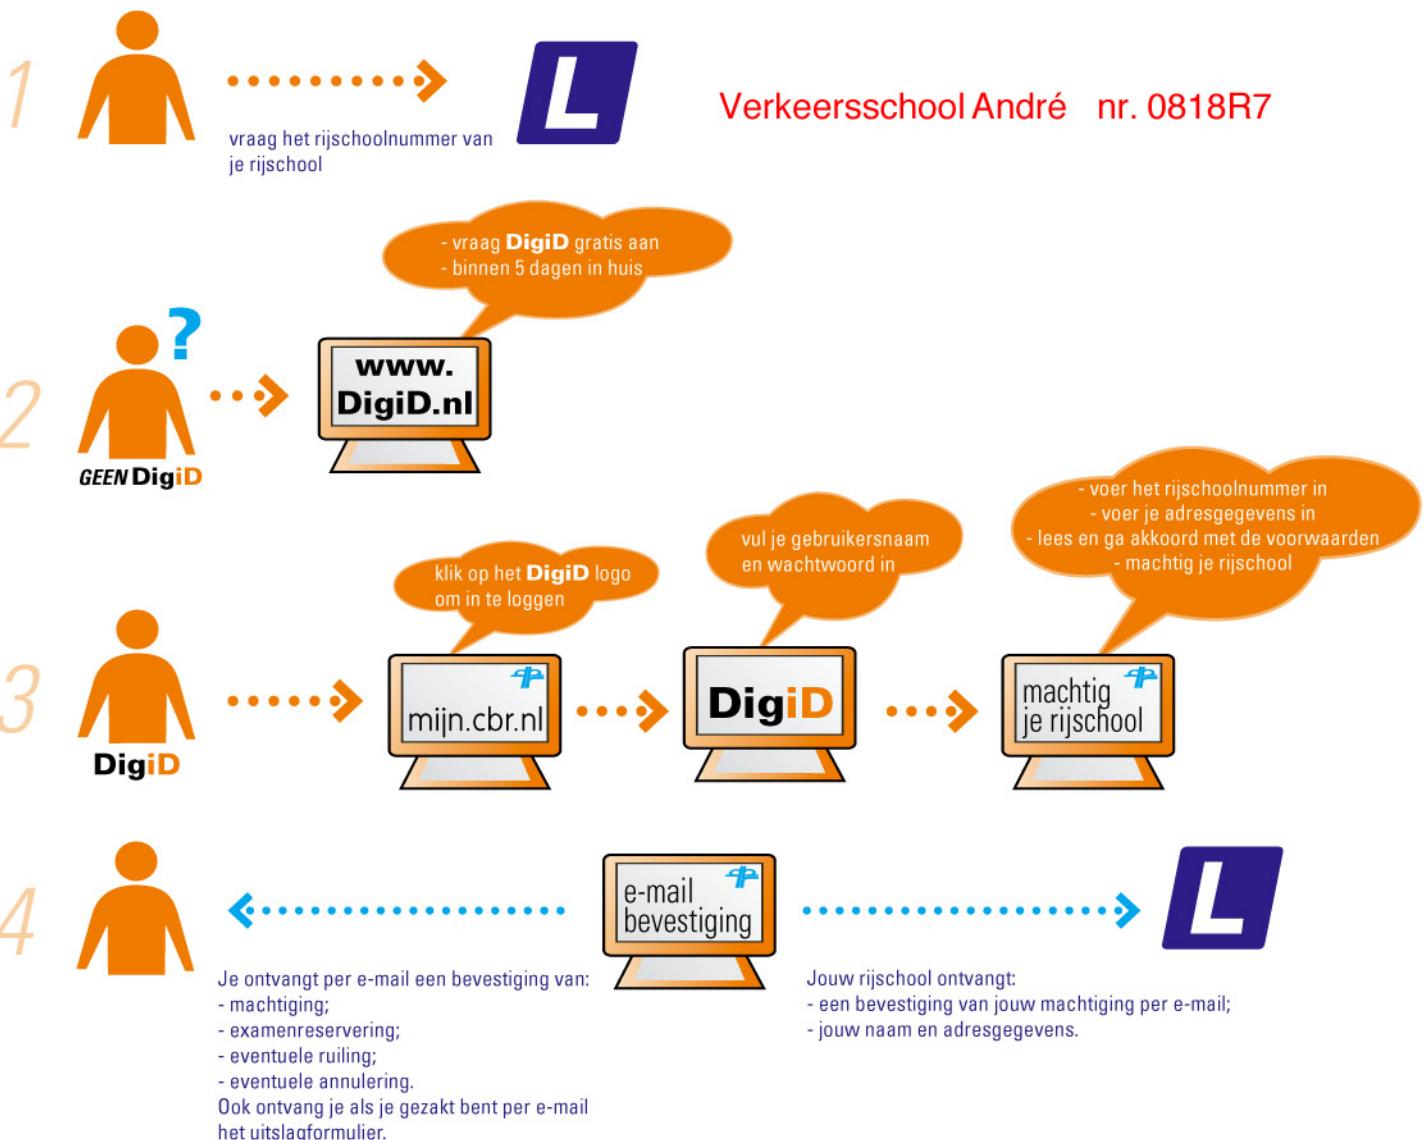 1
L
Verkeersschool André nr. 0818R7
vraag het rijschoolnummer van
je rijschool
- vraag DigiD gratis aan
- binnen 5 dagen in huis
?
2
www.
DigiD.nl
GEEN DigiD
- voer het rijschoolnummer in
- voer je adresgegevens in
- lees en ga akkoord met de voorwaarden
- machtig je rijschool
vul je gebruikersnaam
en wachtwoord in
klik op het DigiD logo
om in te loggen
3
DigiD
mijn.cbr.nl
DigiD
machtig
je rijschool
4
e-mail
bevestiging
L
Je ontvangt per e-mail een bevestiging van:
- machtiging;
- examenreservering;
- eventuele ruiling;
- eventuele annulering.
Ook ontvang je als je gezakt bent per e-mail
het uitslagformulier.
Jouw rijschool ontvangt:
- een bevestiging van jouw machtiging per e-mail;
- jouw naam en adresgegevens.